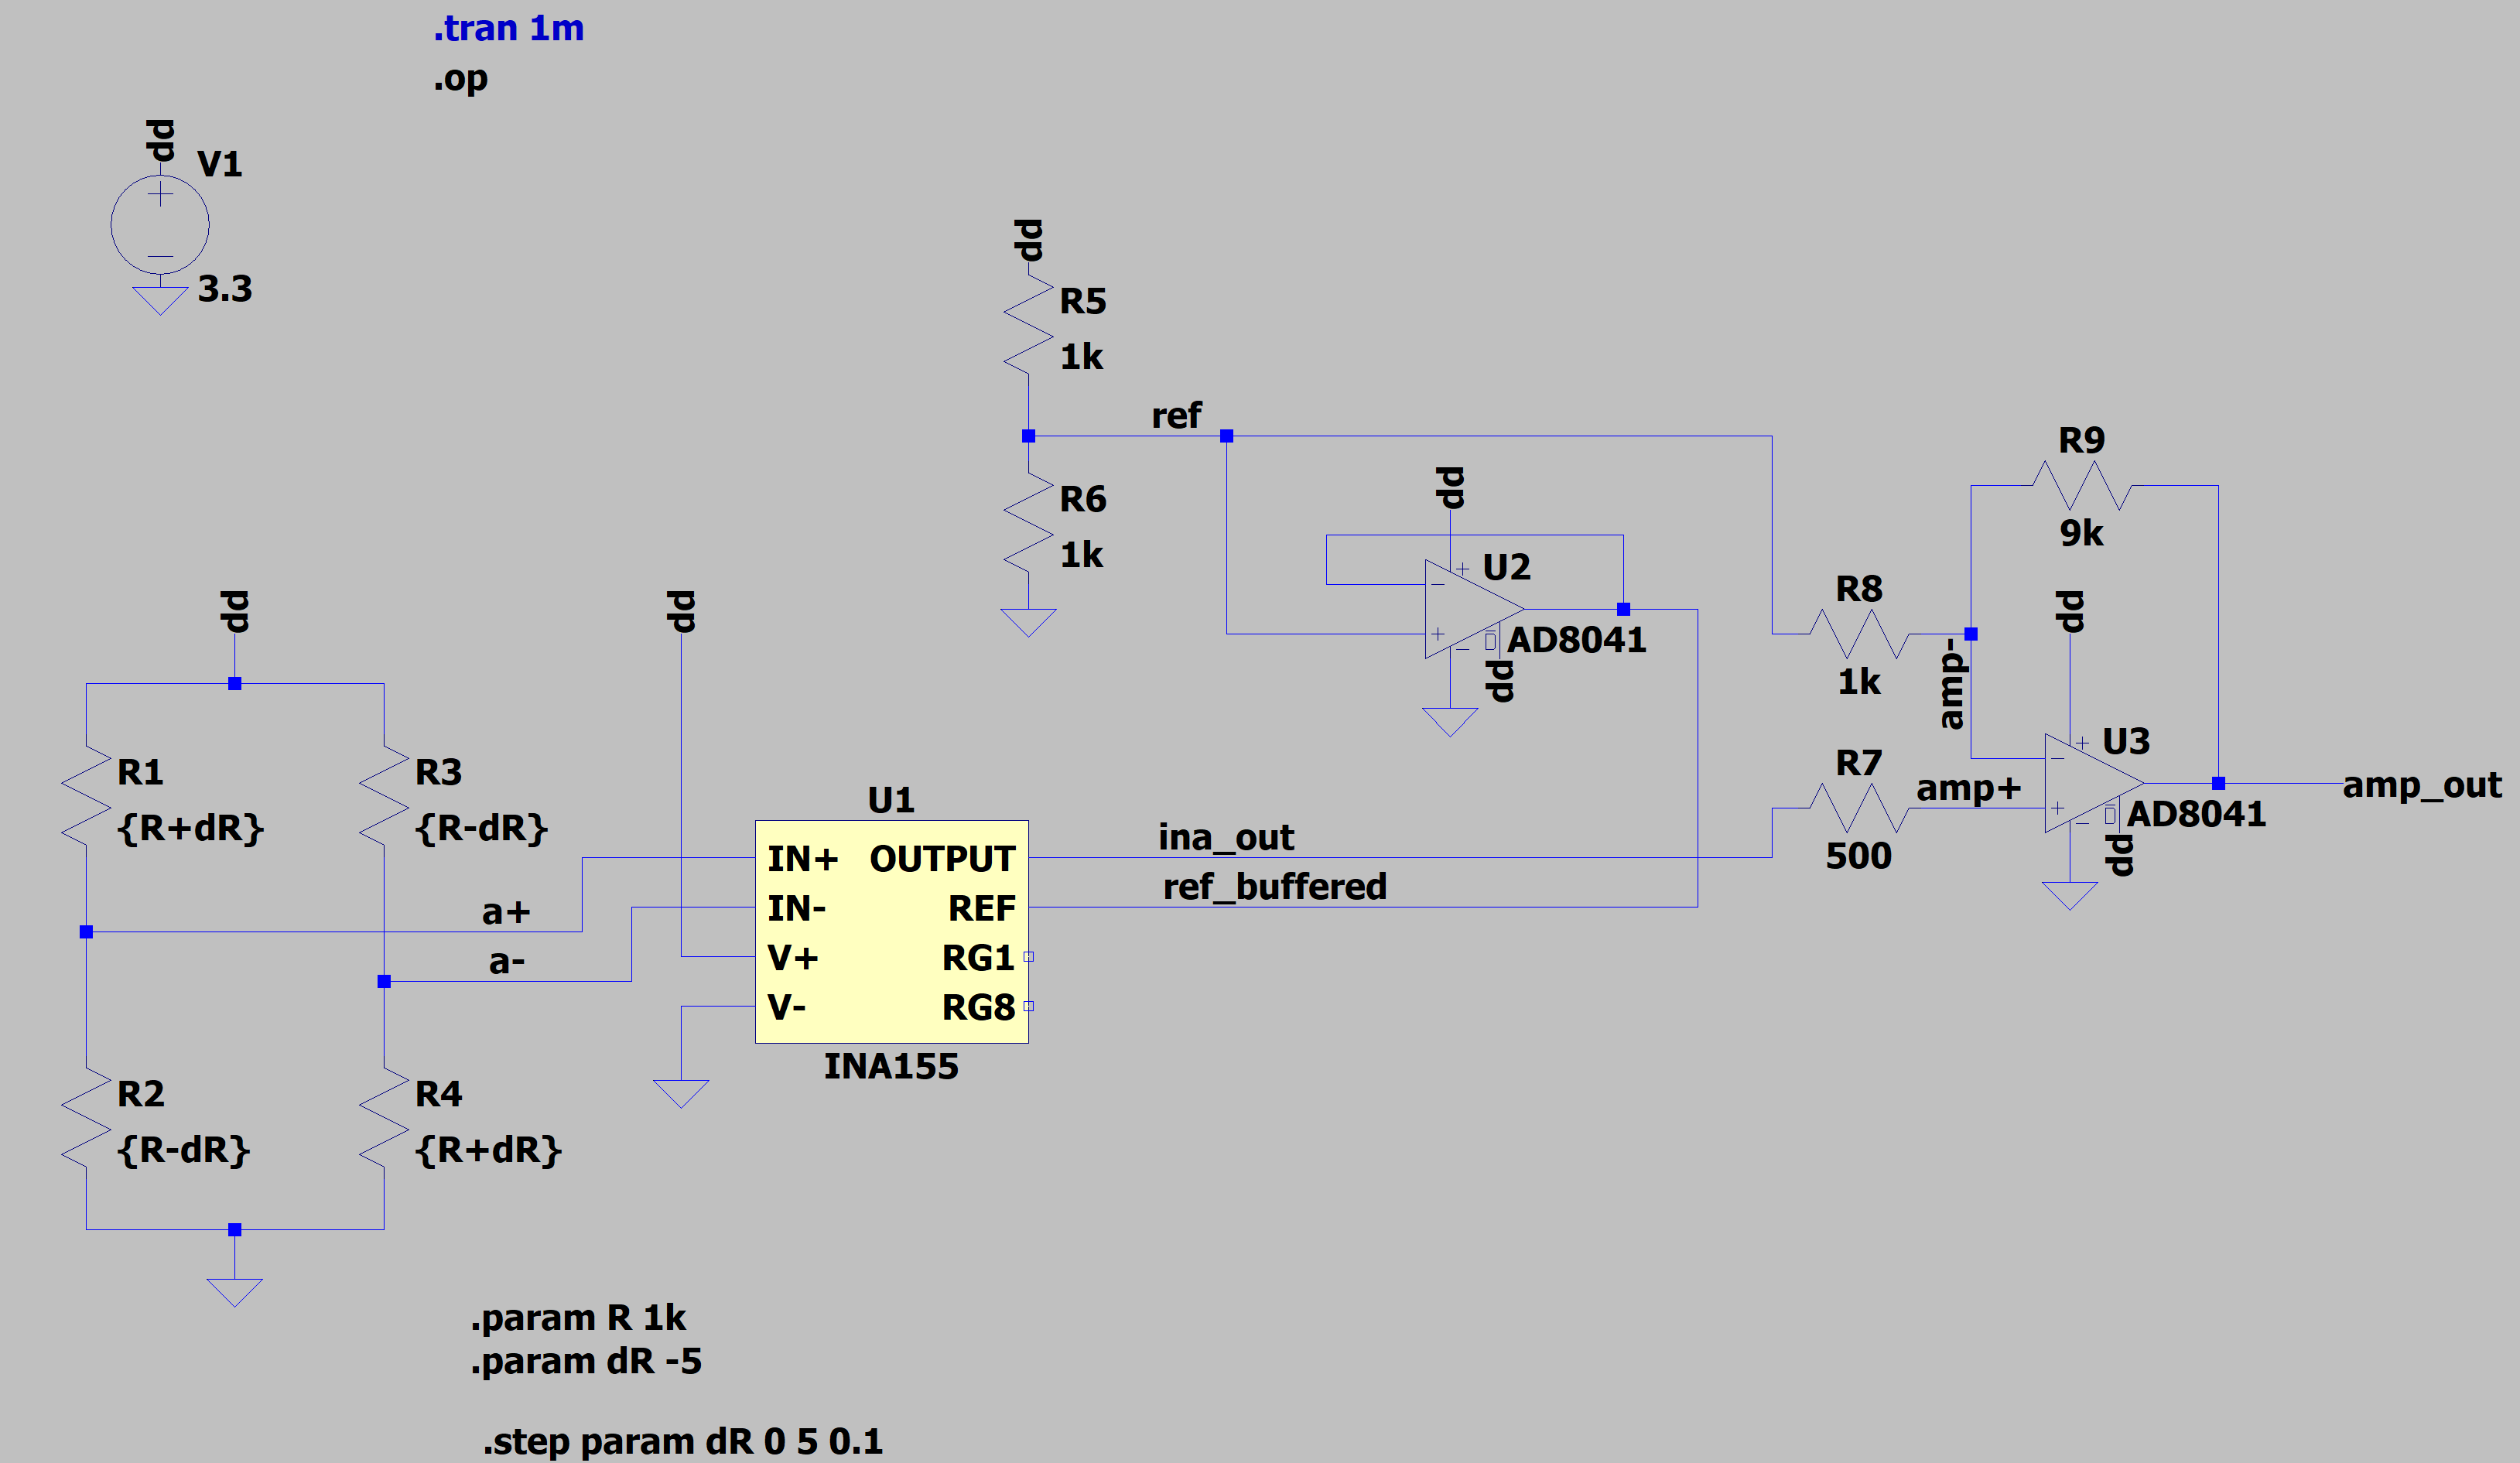 .tran 1m
.op
dd
V1
3.3
dd
R5
1k
ref
R6
1k
dd
U2
AD8041
dd
R9
9k
R8
1k
amp-
dd
U3
R7
amp+
500
AD8041
dd
amp_out
dd
dd
R1
{R+dR}
R3
{R-dR}
a+
a-
R2
{R-dR}
R4
{R+dR}
U1
IN+ OUTPUT
IN- REF
V+ RG1
V- RG8
INA155
ina_out
ref_buffered
.param R 1k
.param dR -5
.step param dR 0 5 0.1